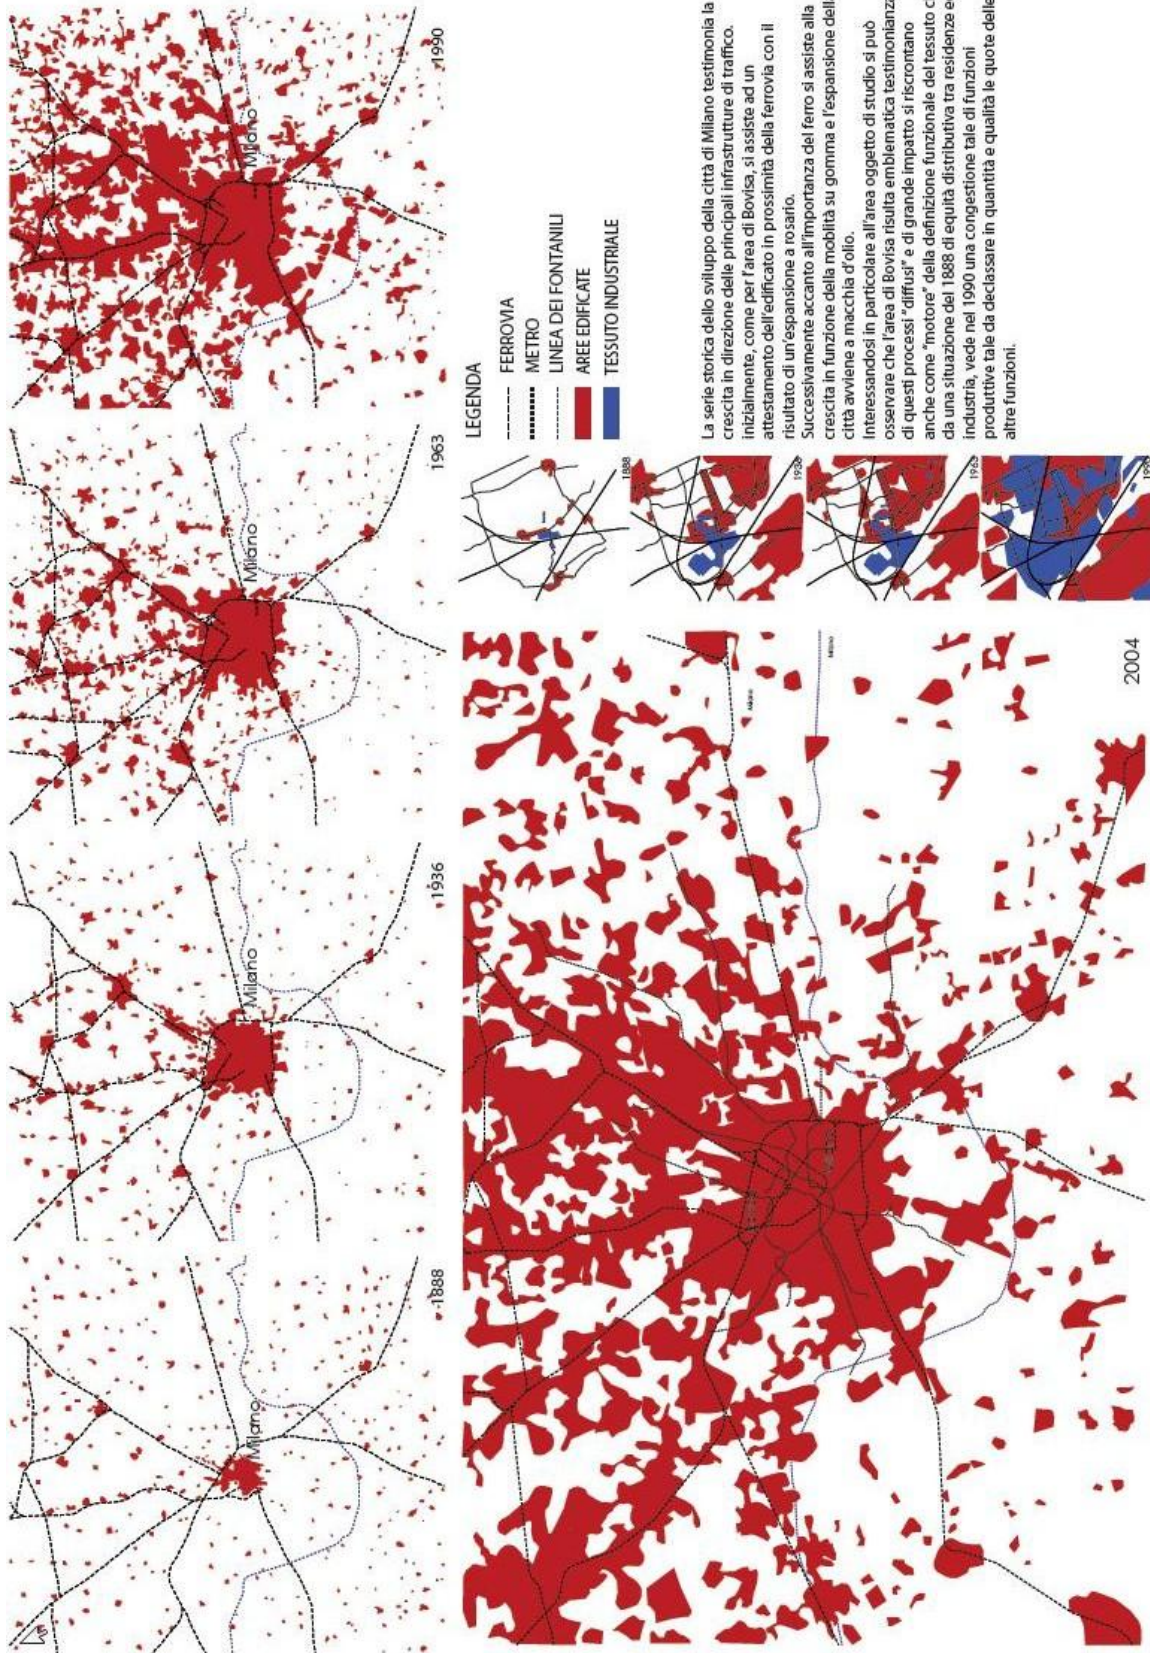 Milano
1888
Milano
1936
Milano
1963
Milano
1990
Milano
Milano
2004
1888
1936
1963
LEGENDA
FERROVIA
METRO
LINEA DEI FONTANILI
AREE EDIFICATE
TESSUTO INDUSTRIALE
La serie storica dello sviluppo della città di Milano testimonia la
crescita in direzione delle principali infrastrutture di traffico.
inizialmente, come per l'area di Bovisa, si assiste ad un
attestamento dell'edificato in prossimità della ferrovia con il
risultato di un'espansione a rosario.
Successivamente accanto all'importanza del ferro si assiste alla
crescita in funzione della moblità su gomma e l'espansione dell
città avviene a macchia d'olio.
Interessandosi in particolare all'area oggetto di studio si può
osservare che l'area di Bovisa risulta emblematica testimonianza
di questi processi "diffusi" e di grande impatto si riscontrano
anche come "motore" della definizione funzionale del tessuto c
da una situazione del 1888 di equità distributiva tra residenze e
industria, vede nel 1990 una congestione tale di funzioni
produttive tale da declassare in quantità e qualità le quote delle
altre funzioni.